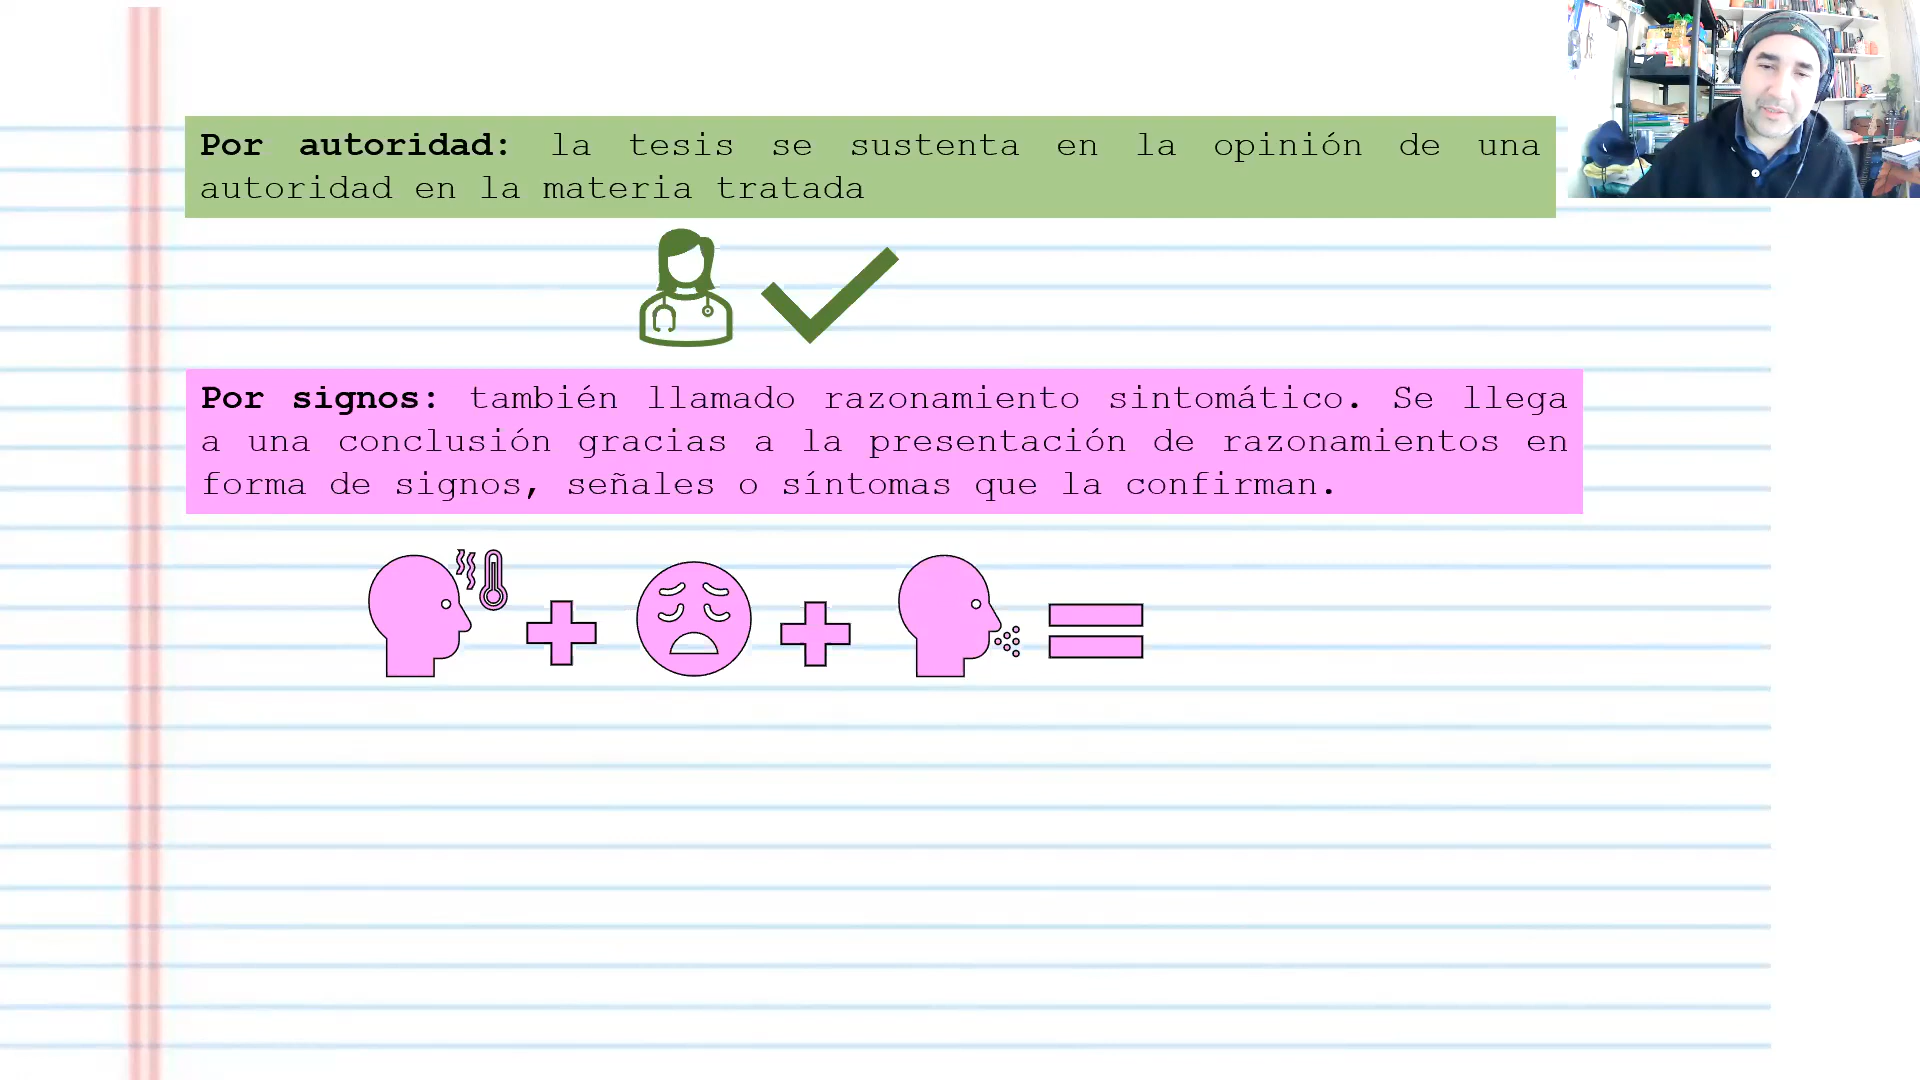 Por autoridad: la tesis se sustenta en la opinión de una
autoridad en la materia tratada
Por signos: también llamado razonamiento sintomático. Se llega
a una conclusión gracias a la presentación de razonamientos en
forma de signos, señales o síntomas que la confirman.